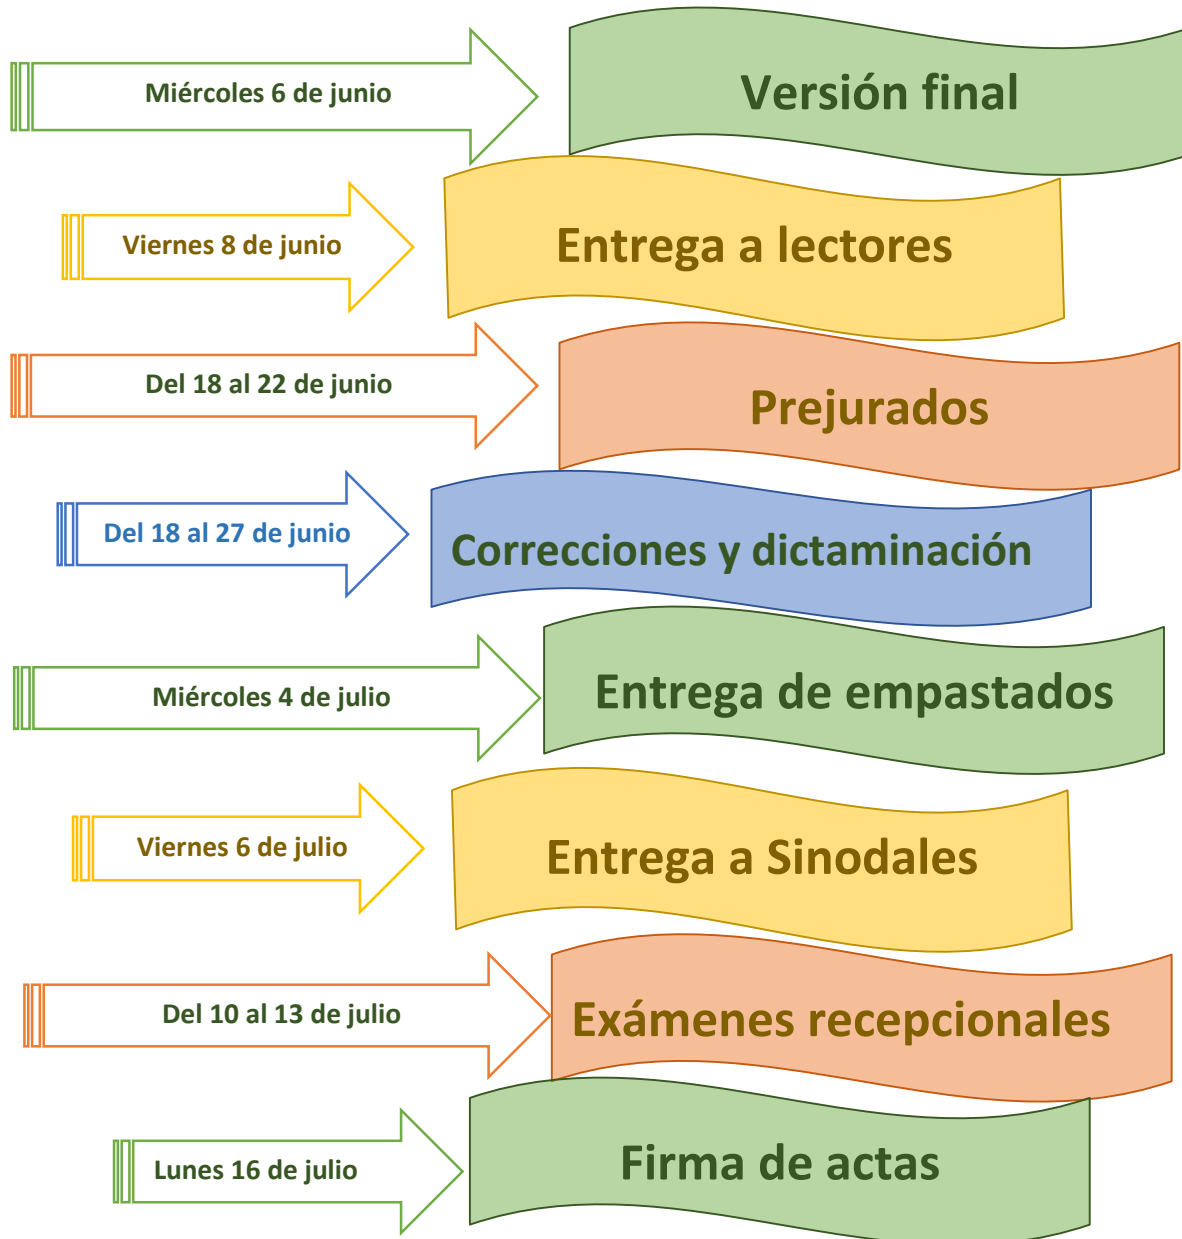 Miércoles 6 de junio
Versión final
Viernes 8 de junio
Entrega a lectores
Del 18 al 22 de junio
Prejurados
Del 18 al 27 de junio
Correcciones y dictaminación
Miércoles 4 de julio
Entrega de empastados
Viernes 6 de julio
Entrega a Sinodales
Del 10 al 13 de julio
Exámenes recepcionales
Lunes 16 de julio
Firma de actas